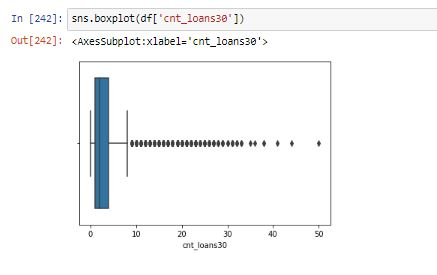 In [242]: sns.boxplot(df['cnt_loans30'])
Out[242]: <AxesSubplot:xlabel='cnt_loans30'>
0 10 20 30 40 50
cnt_loans30